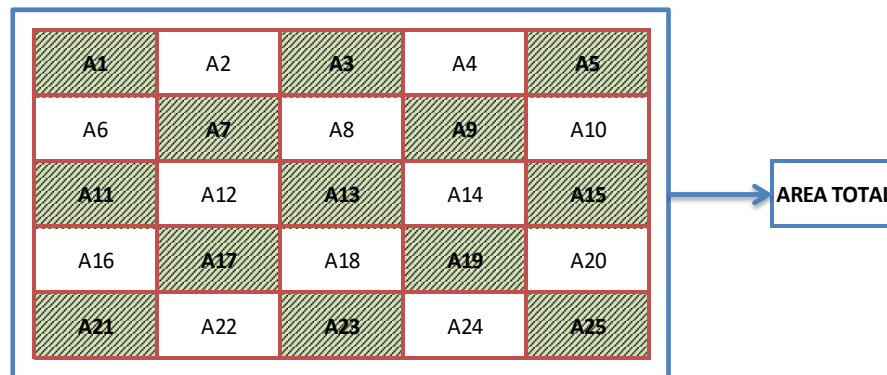 A1 A2 A3 A4 A5
A6 A7 A8 A9 A10
A11 A12 A13 A14 A15 AREA TOTAL
A16 A17 A18 A19 A20
A21 A22 A23 A24 A25